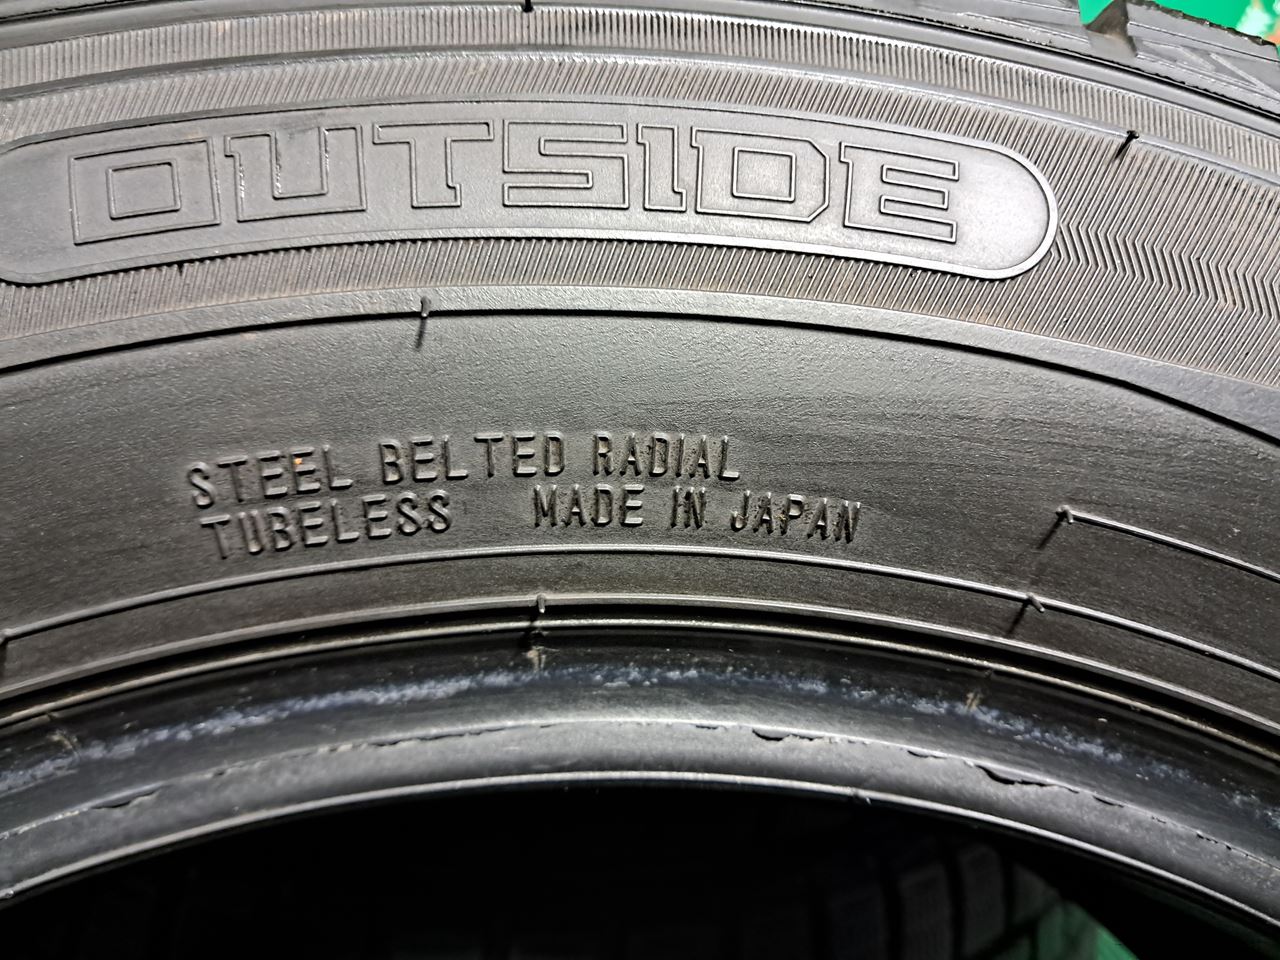 OUTSIDE
STEEL BELTED RADIAL
TUBELESS MADE IN JAPAN